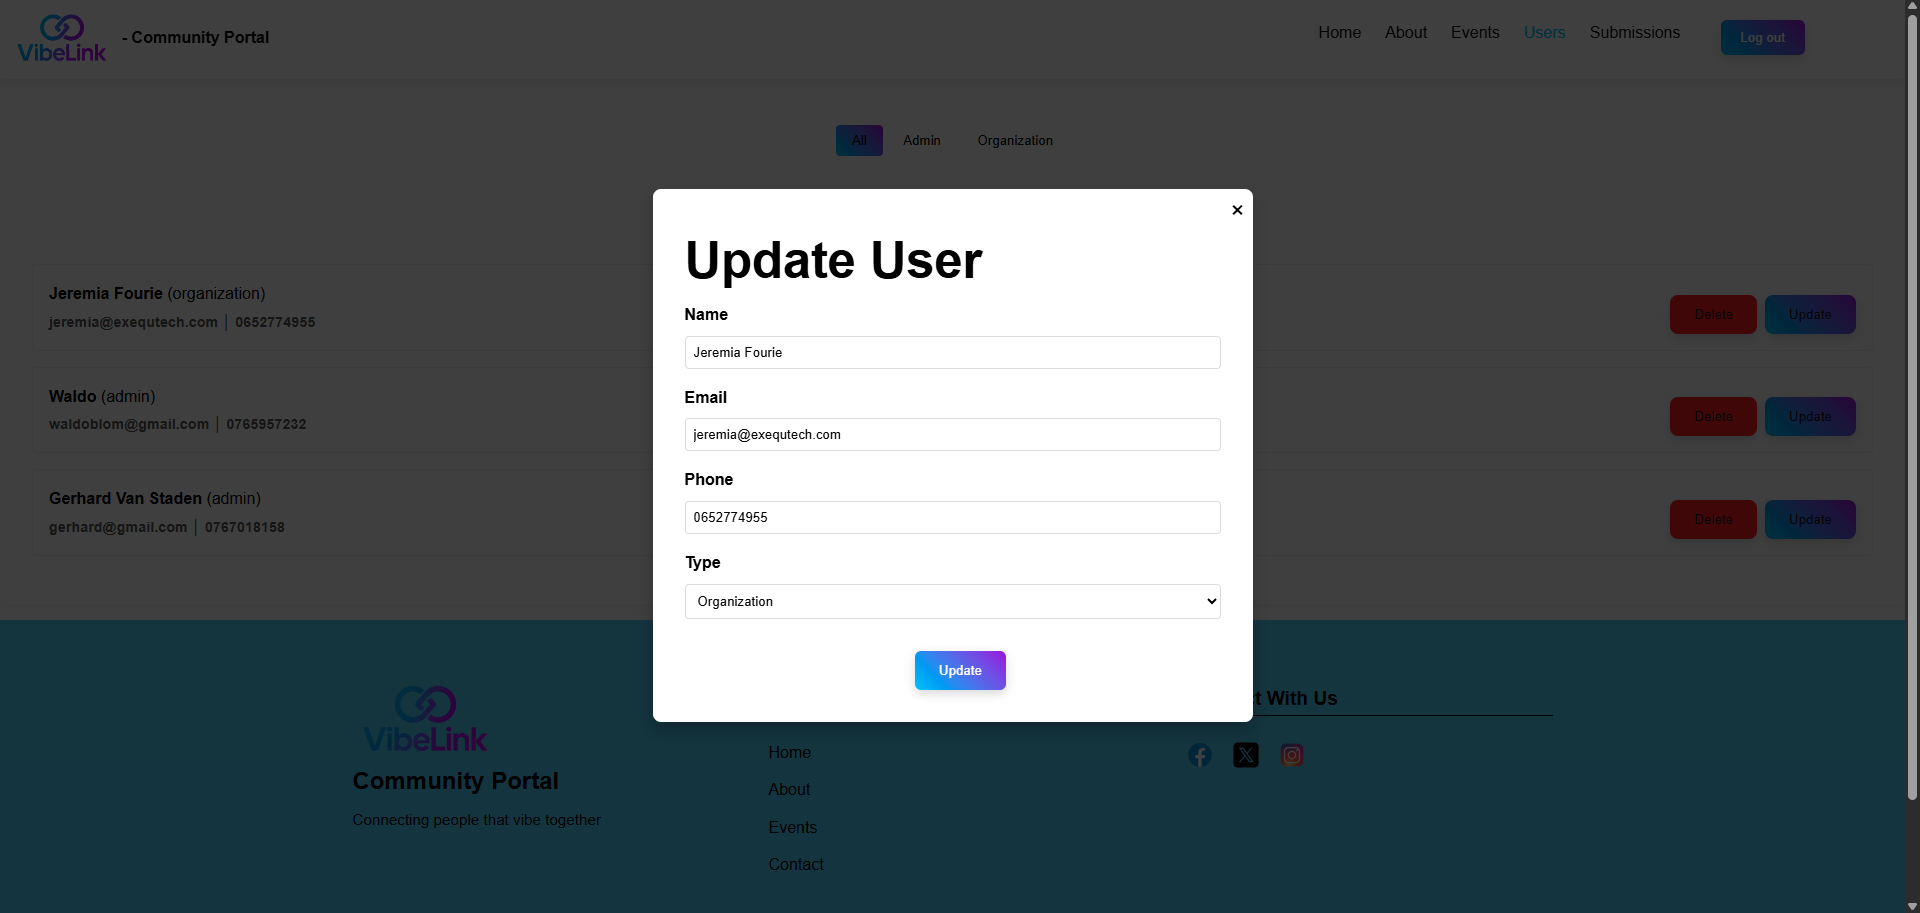 VibeLink
- Community Portal
Home About Events Users Submissions Log out
All Admin Organization
Jeremia Fourie (organization)
jeremia@exequtech.com | 0652774955
Delete Update
Waldo (admin)
waldoblom@gmail.com | 0765957232
Delete Update
Gerhard Van Staden (admin)
gerhard@gmail.com | 0767018158
Delete Update
×
Update User
Name
Jeremia Fourie
Email
jeremia@exequtech.com
Phone
0652774955
Type
Organization
Update
VibeLink
Community Portal
Connecting people that vibe together
Home
About
Events
Contact
t With Us